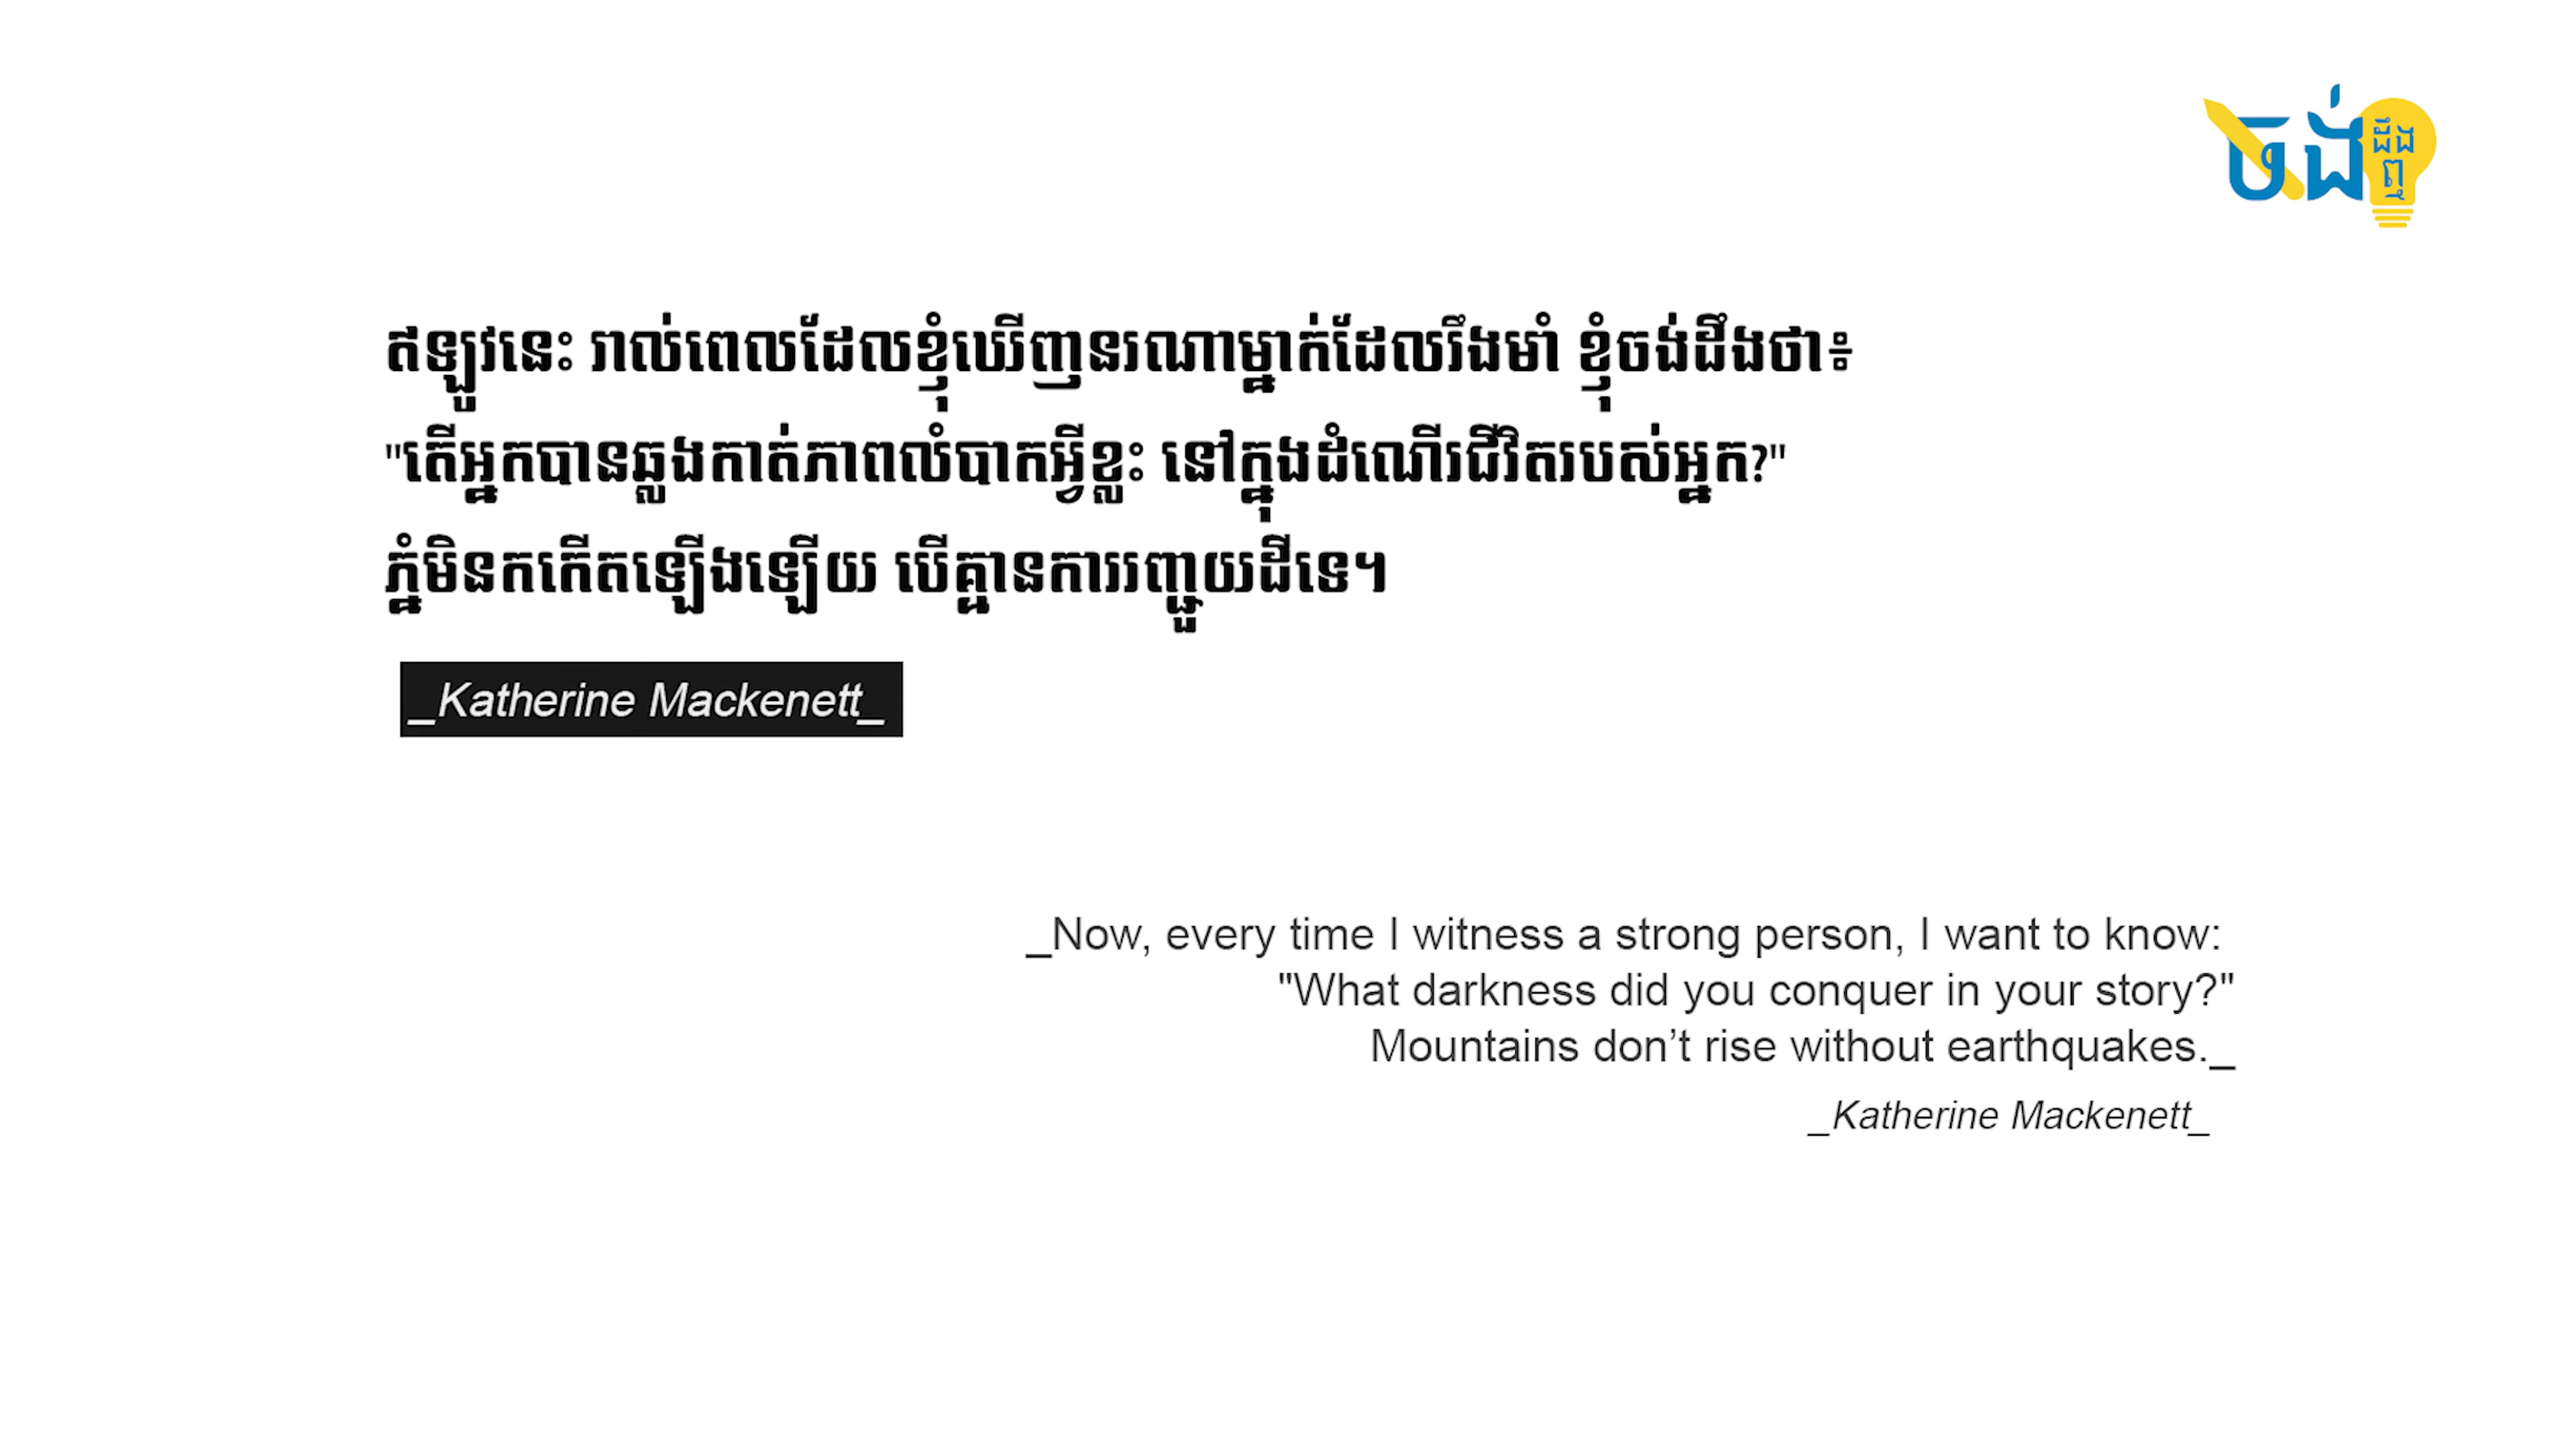 ចង់ដឹងឮ
ឥឡូវនេះ រាល់ពេលដែលខ្ញុំឃើញនរណាម្នាក់ដែលរឹងមាំ ខ្ញុំចង់ដឹងថា៖
"តើអ្នកបានឆ្លងកាត់ភាពលំបាកអ្វីខ្លះ នៅក្នុងដំណើរជីវិតរបស់អ្នក?"
ភ្នំមិនកកើតឡើងឡើយ បើគ្មានការរញ្ជួយដីទេ។
_Katherine Mackenett_
_Now, every time I witness a strong person, I want to know:
"What darkness did you conquer in your story?"
Mountains don’t rise without earthquakes._
_Katherine Mackenett_